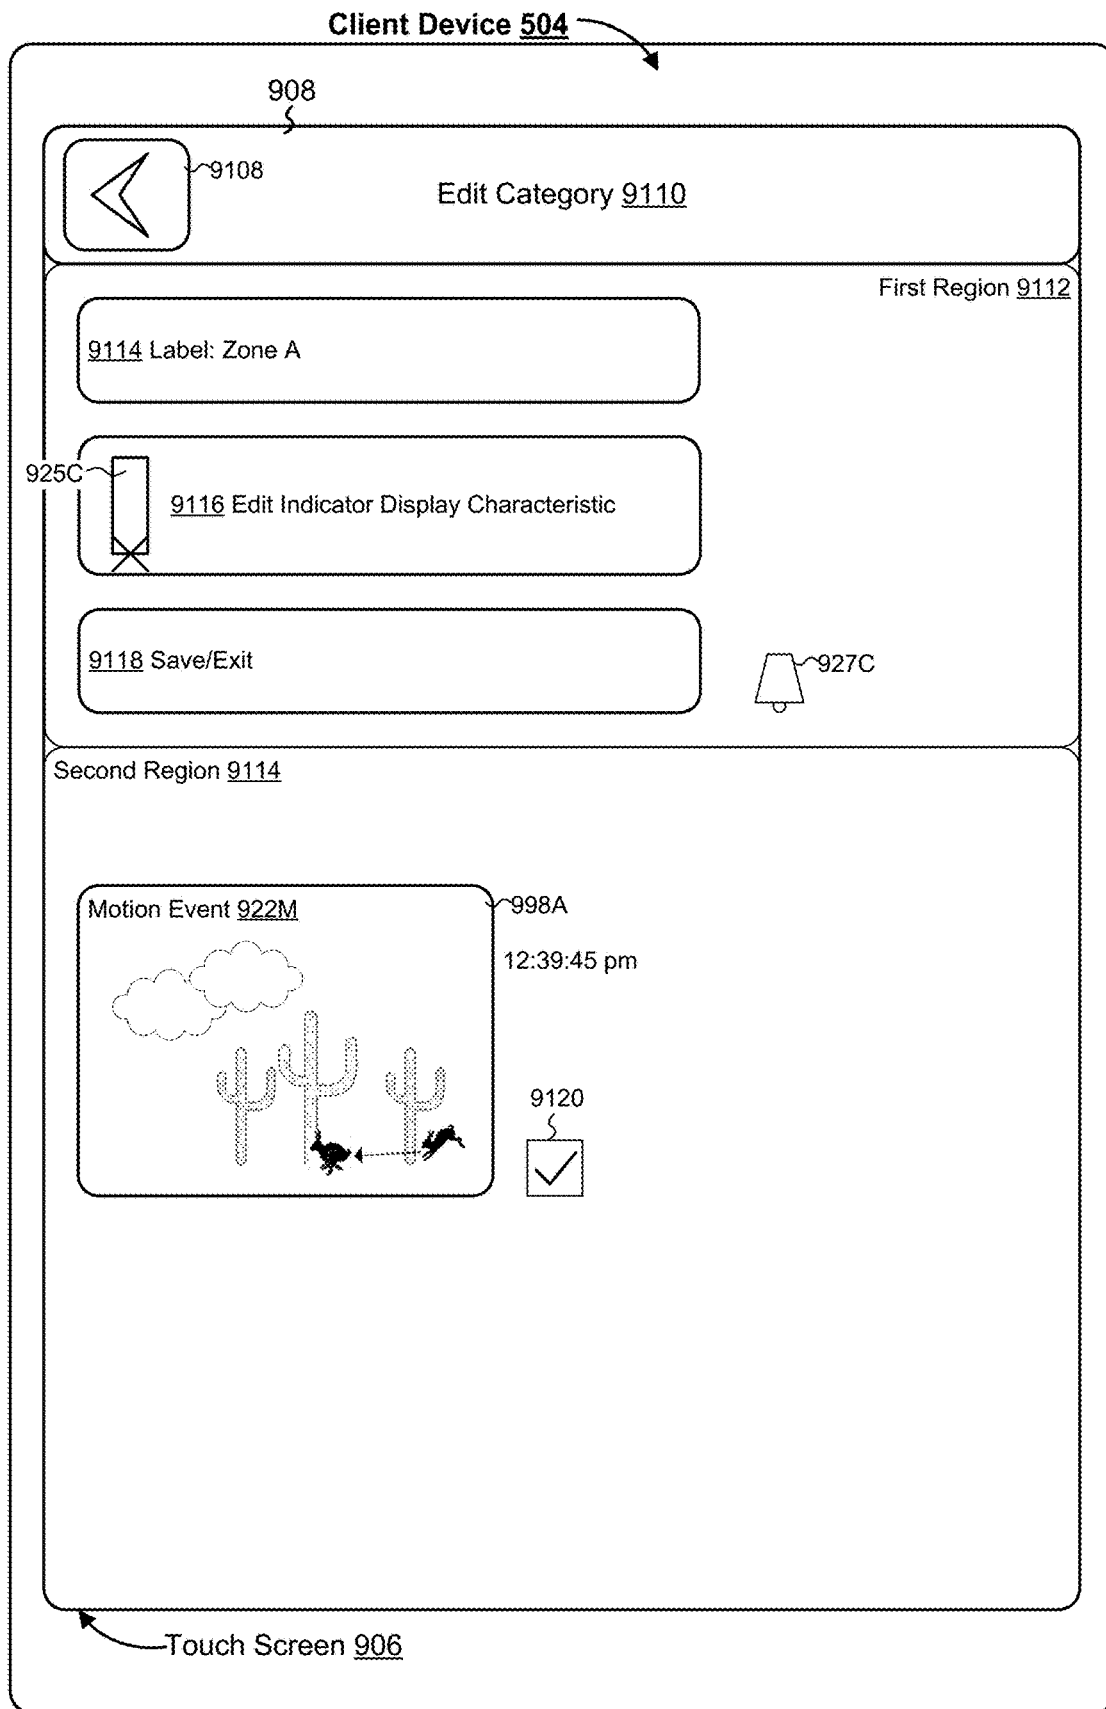 Client Device 504
908
9108
Edit Category 9110
First Region 9112
9114 Label: Zone A
925C
9116 Edit Indicator Display Characteristic
9118 Save/Exit
927C
Second Region 9114
Motion Event 922M
998A
12:39:45 pm
9120
Touch Screen 906